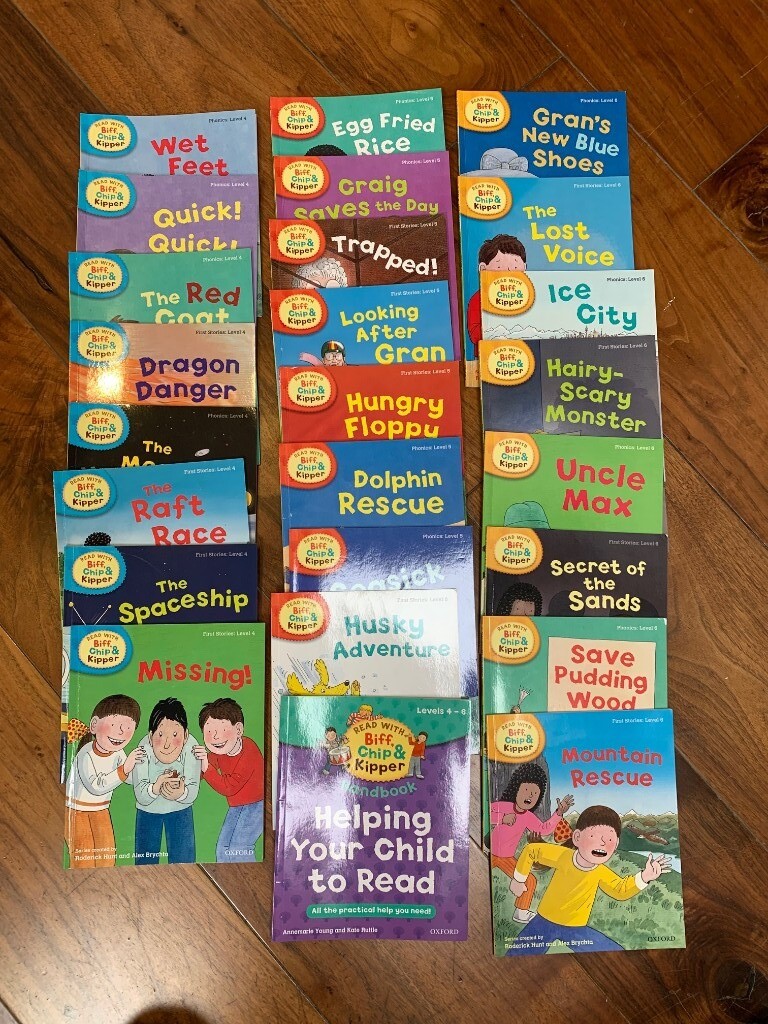 READ WITH
Biff,
Chip &
Kipper
Phonics: Level 4
Wet
Feet
READ WITH
Biff,
Chip &
Kipper
Phonics: Level 4
Quick!
Quick!
READ WITH
Biff,
Chip &
Kipper
Phonics: Level 4
The Red
Coat
READ WITH
Biff,
Chip &
Kipper
First Stories: Level 4
Dragon
Danger
READ WITH
Biff,
Chip &
Kipper
Phonics: Level 4
The
READ WITH
Biff,
Chip &
Kipper
First Stories: Level 4
The
Raft
Race
READ WITH
Biff,
Chip &
Kipper
First Stories: Level 4
The
Spaceship
READ WITH
Biff,
Chip &
Kipper
First Stories: Level 4
Missing!
Series created by
Roderick Hunt and Alex Brychta
OXFORD
READ WITH
Biff,
Chip &
Kipper
Phonics: Level 5
Egg Fried
Rice
READ WITH
Biff,
Chip &
Kipper
Phonics: Level 5
Craig
Saves the Day
READ WITH
Biff,
Chip &
Kipper
First Stories: Level 5
Trapped!
READ WITH
Biff,
Chip &
Kipper
First Stories: Level 5
Looking
After
Gran
READ WITH
Biff,
Chip &
Kipper
First Stories: Level 5
Hungry
Floppy
READ WITH
Biff,
Chip &
Kipper
Phonics: Level 5
Dolphin
Rescue
READ WITH
Biff,
Chip &
Kipper
Phonics: Level 5
Seasick
READ WITH
Biff,
Chip &
Kipper
First Stories: Level 5
Husky
Adventure
Levels 4 – 6
READ WITH
Biff,
Chip &
Kipper
Handbook
Helping
Your Child
to Read
All the practical help you need!
Annemarie Young and Kate Ruttle
OXFORD
READ WITH
Biff,
Chip &
Kipper
Phonics: Level 6
Gran's
New Blue
Shoes
READ WITH
Biff,
Chip &
Kipper
First Stories: Level 6
The
Lost
Voice
READ WITH
Biff,
Chip &
Kipper
Phonics: Level 6
Ice
City
READ WITH
Biff,
Chip &
Kipper
First Stories: Level 6
Hairy-
Scary
Monster
READ WITH
Biff,
Chip &
Kipper
Phonics: Level 6
Uncle
Max
READ WITH
Biff,
Chip &
Kipper
First Stories: Level 6
Secret of
the
Sands
READ WITH
Biff,
Chip &
Kipper
Phonics: Level 6
Save
Pudding
Wood
READ WITH
Biff,
Chip &
Kipper
First Stories: Level 6
Mountain
Rescue
Series created by
Roderick Hunt and Alex Brychta
OXFORD